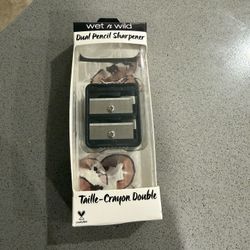 wet n wild
Dual Pencil Sharpener
Taille-Crayon Double